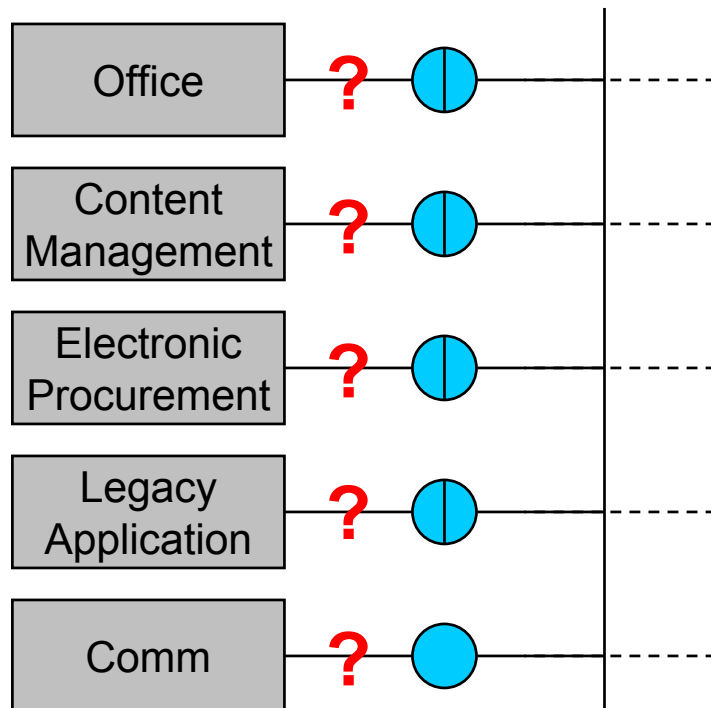 Office ?
Content
Management ?
Electronic
Procurement ?
Legacy
Application ?
Comm ?